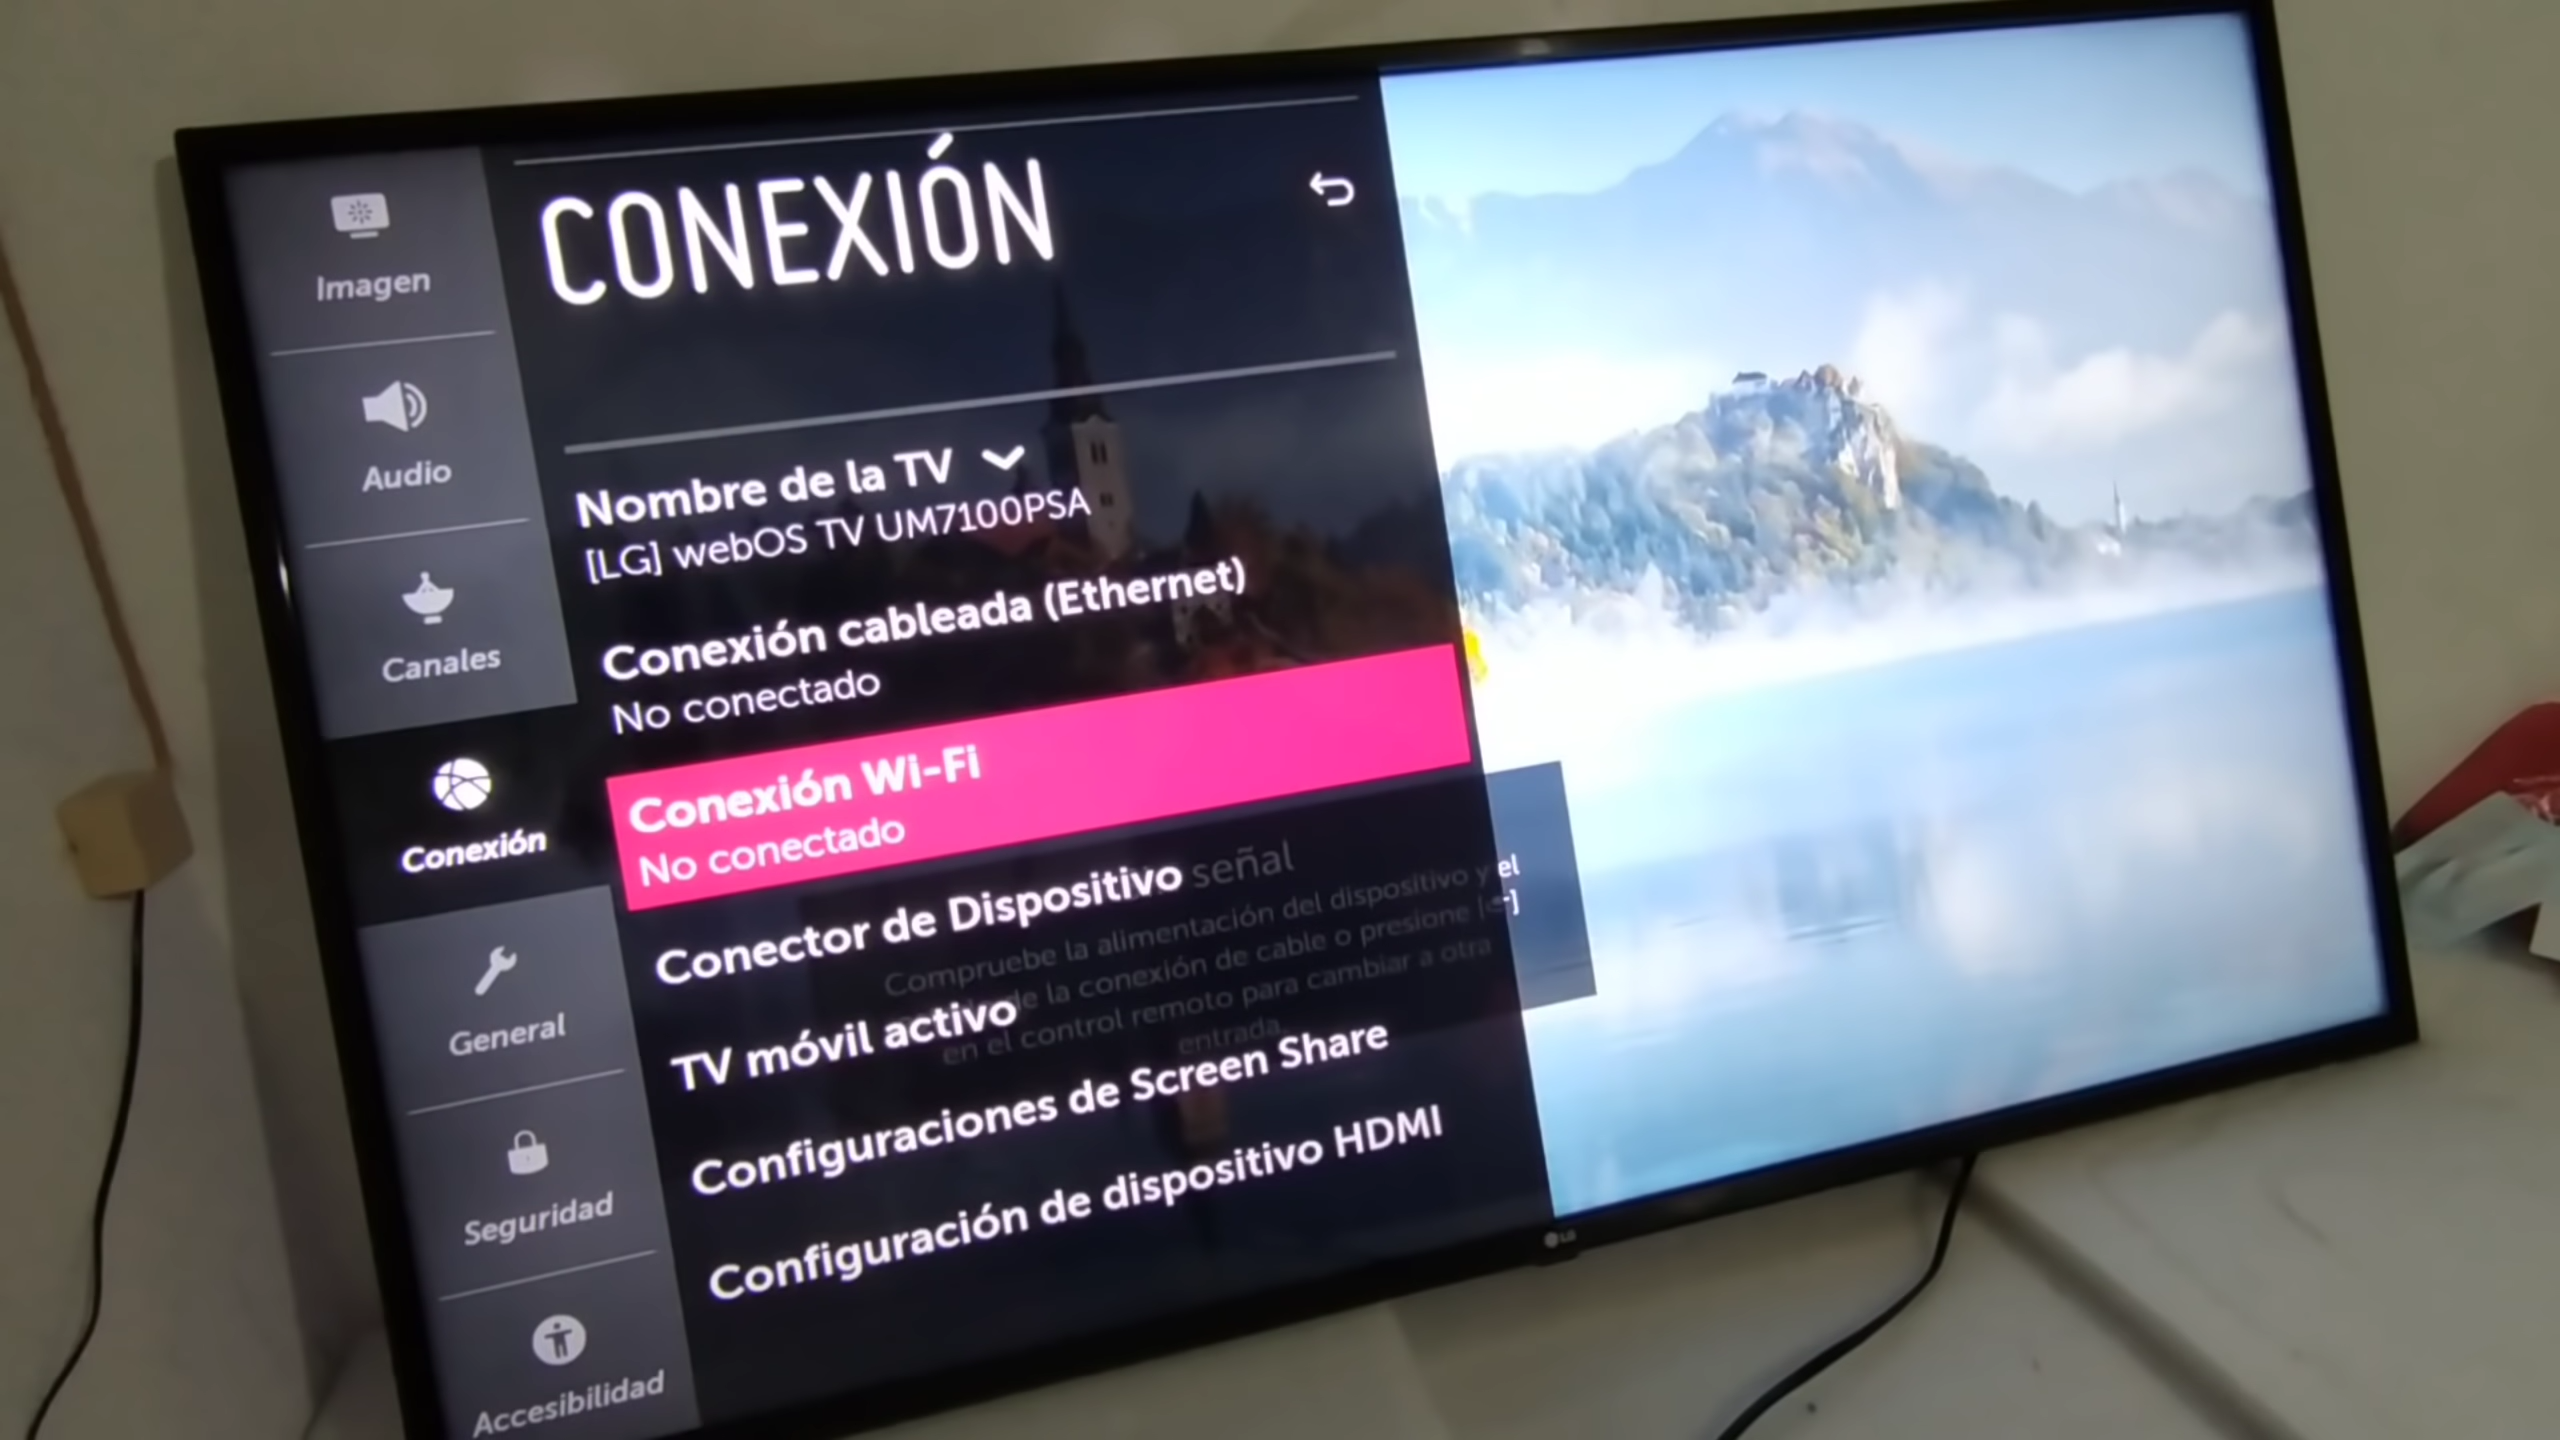 CONEXIÓN
Imagen
Audio
Canales
Conexión
General
Seguridad
Accesibilidad
Nombre de la TV
[LG] webOS TV UM7100PSA
Conexión cableada (Ethernet)
No conectado
Conexión Wi-Fi
No conectado
Conector de Dispositivo
TV móvil activo
Configuraciones de Screen Share
Configuración de dispositivo HDMI
señal
Compruebe la alimentación del dispositivo y el
de la conexión de cable o presione [
en el control remoto para cambiar a otra
entrada.
LG